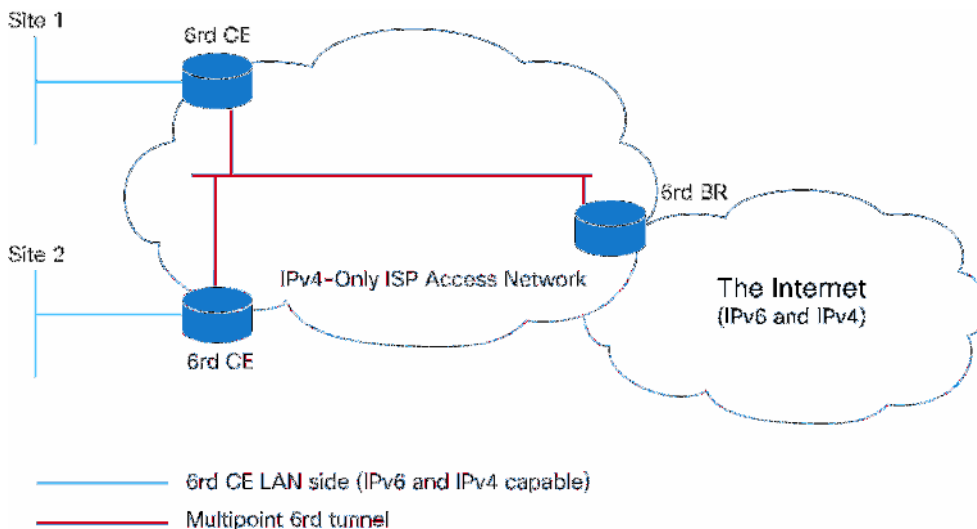 Site 1
6rd CE
6rd BR
Site 2
IPv4-Only ISP Access Network
The Internet
(IPv6 and IPv4)
6rd CE
6rd CE LAN side (IPv6 and IPv4 capable)
Multipoint 6rd tunnel